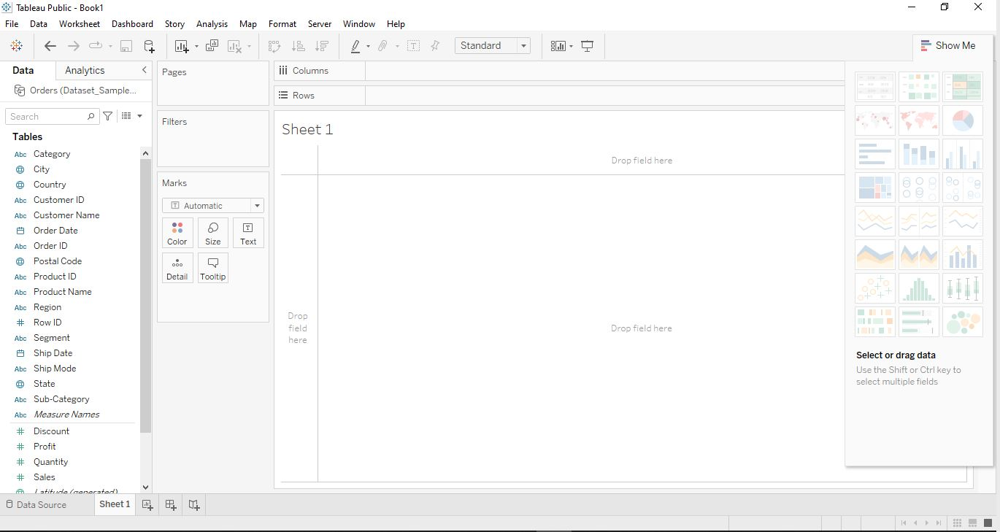 Tableau Public - Book1
File Data Worksheet Dashboard Story Analysis Map Format Server Window Help
Standard
Show Me
Data Analytics
Pages
Columns
Orders (Dataset_Sample...
Rows
Search
Filters
Sheet 1
Tables
Abc Category
City
Country
Abc Customer ID
Abc Customer Name
Order Date
Abc Order ID
Postal Code
Abc Product ID
Abc Product Name
Abc Region
# Row ID
Abc Segment
Ship Date
Abc Ship Mode
State
Abc Sub-Category
Abc Measure Names
# Discount
# Profit
# Quantity
# Sales
Latitude (generated)
Marks
T Automatic
Color Size Text
Detail Tooltip
Drop field here
Drop
field
here
Drop field here
Select or drag data
Use the Shift or Ctrl key to
select multiple fields
Data Source Sheet 1